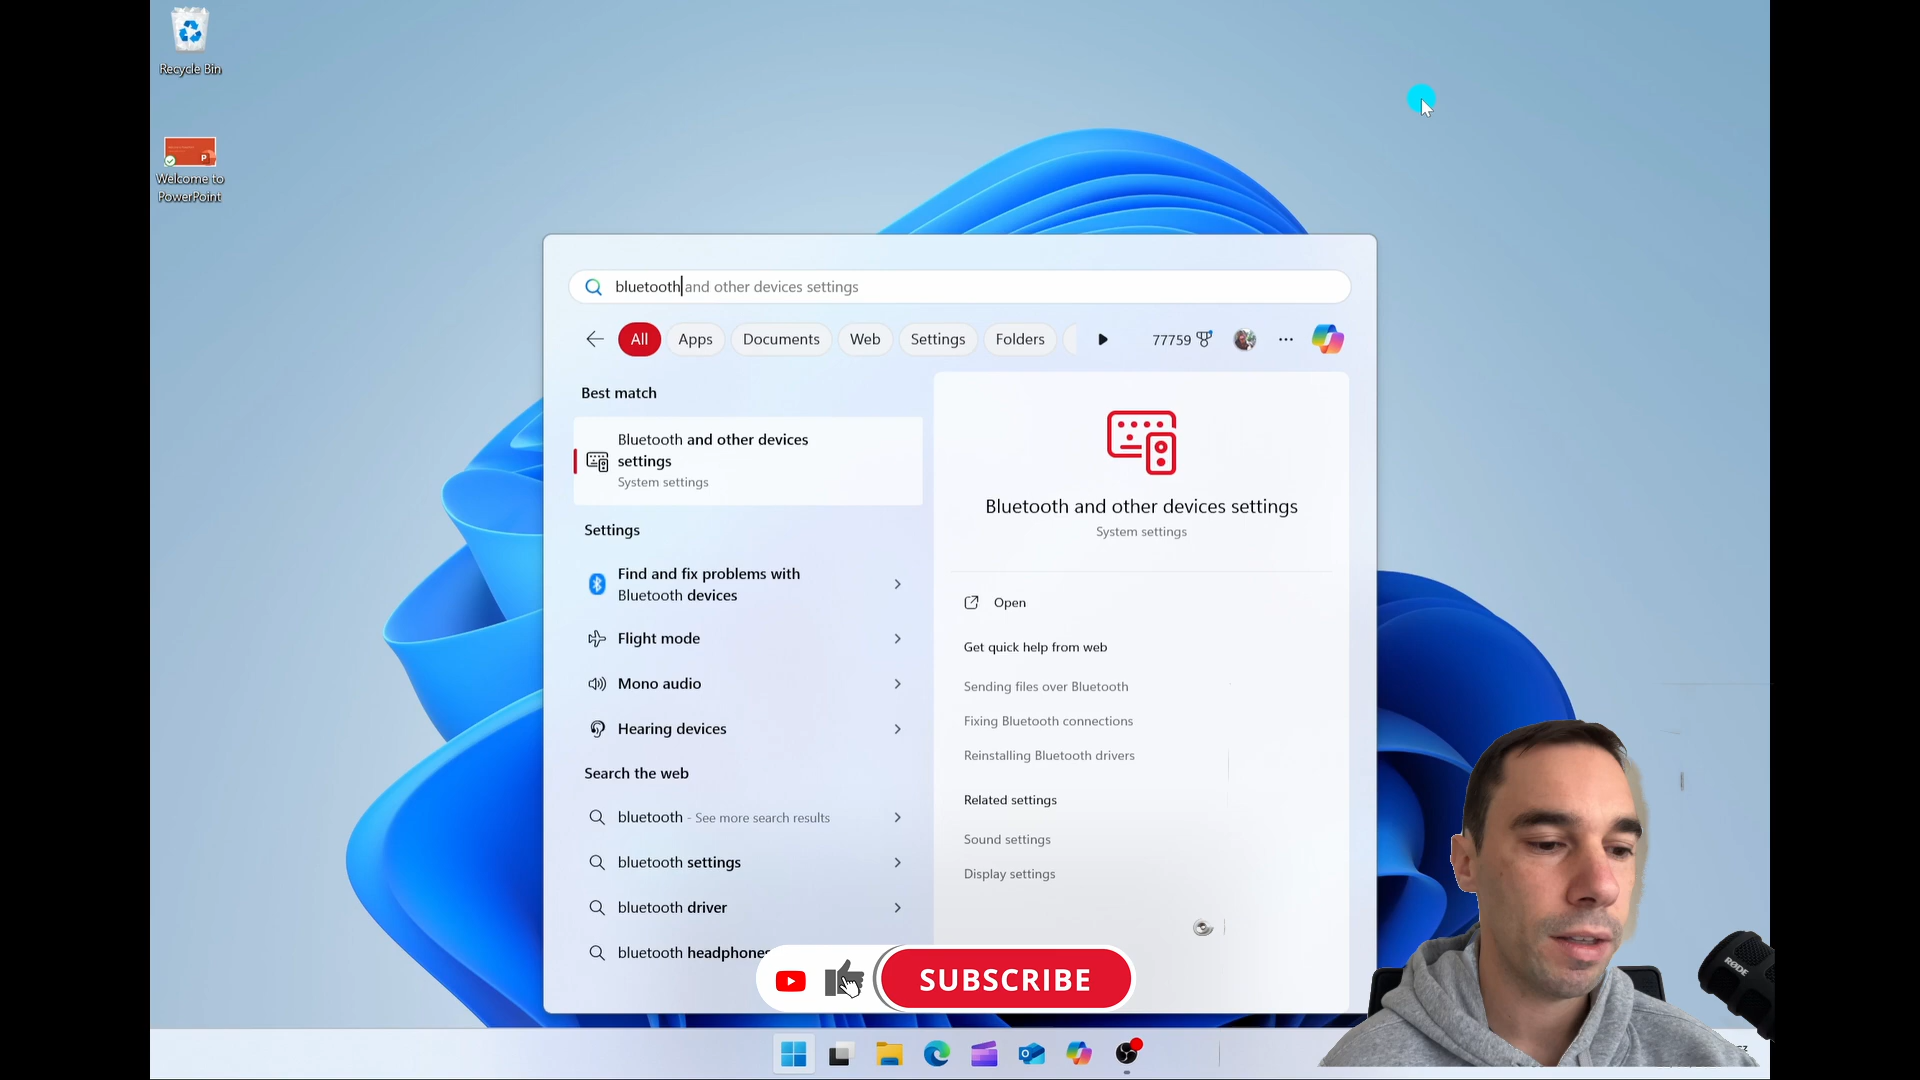 Recycle Bin
Welcome to
PowerPoint
bluetooth and other devices settings
All
Apps
Documents
Web
Settings
Folders
77759
Best match
Bluetooth and other devices
settings
System settings
Settings
Find and fix problems with
Bluetooth devices
Flight mode
Mono audio
Hearing devices
Search the web
bluetooth - See more search results
bluetooth settings
bluetooth driver
bluetooth headphones
Bluetooth and other devices settings
System settings
Open
Get quick help from web
Sending files over Bluetooth
Fixing Bluetooth connections
Reinstalling Bluetooth drivers
Related settings
Sound settings
Display settings
SUBSCRIBE
RØDE